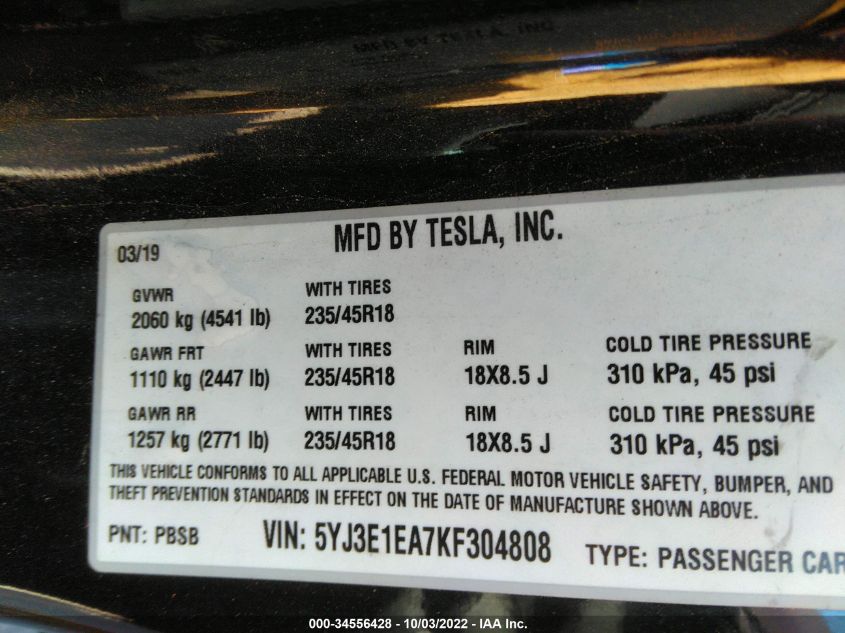 MFD BY TESLA, INC
03/19 MFD BY TESLA, INC.
GVWR WITH TIRES
2060 kg (4541 lb) 235/45R18
GAWR FRT WITH TIRES RIM COLD TIRE PRESSURE
1110 kg (2447 lb) 235/45R18 18X8.5 J 310 kPa, 45 psi
GAWR RR WITH TIRES RIM COLD TIRE PRESSURE
1257 kg (2771 lb) 235/45R18 18X8.5 J 310 kPa, 45 psi
THIS VEHICLE CONFORMS TO ALL APPLICABLE U.S. FEDERAL MOTOR VEHICLE SAFETY, BUMPER, AND
THEFT PREVENTION STANDARDS IN EFFECT ON THE DATE OF MANUFACTURE SHOWN ABOVE.
PNT: PBSB VIN: 5YJ3E1EA7KF304808 TYPE: PASSENGER CAR
000-34556428 - 10/03/2022 - IAA Inc.